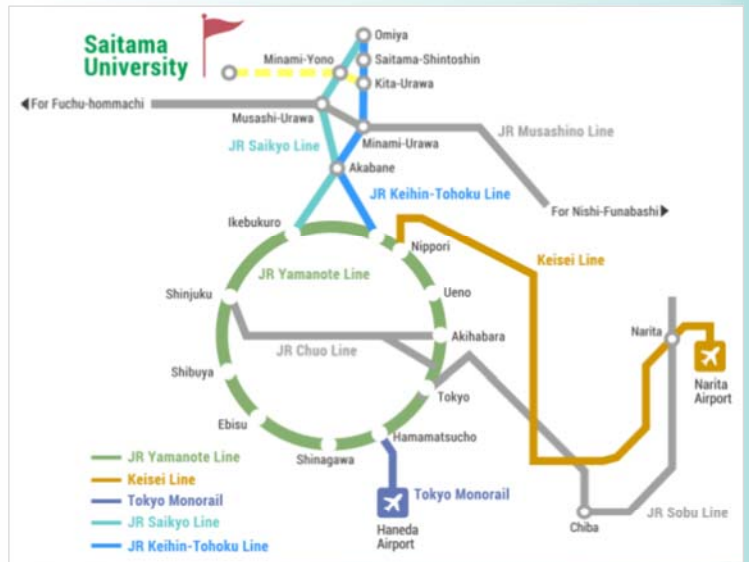 Saitama
University
Omiya
Minami-Yono
Saitama-Shintoshin
Kita-Urawa
For Fuchu-hommachi
Musashi-Urawa
Minami-Urawa
JR Musashino Line
JR Saikyo Line
Akabane
JR Keihin-Tohoku Line
For Nishi-Funabashi
Ikebukuro
Nippori
Keisei Line
JR Yamanote Line
Ueno
Shinjuku
Akihabara
Narita
JR Chuo Line
Shibuya
Tokyo
Narita
Airport
Ebisu
Hamamatsucho
Shinagawa
JR Yamanote Line
Keisei Line
Tokyo Monorail
JR Saikyo Line
JR Keihin-Tohoku Line
Tokyo Monorail
Haneda
Airport
Chiba
JR Sobu Line